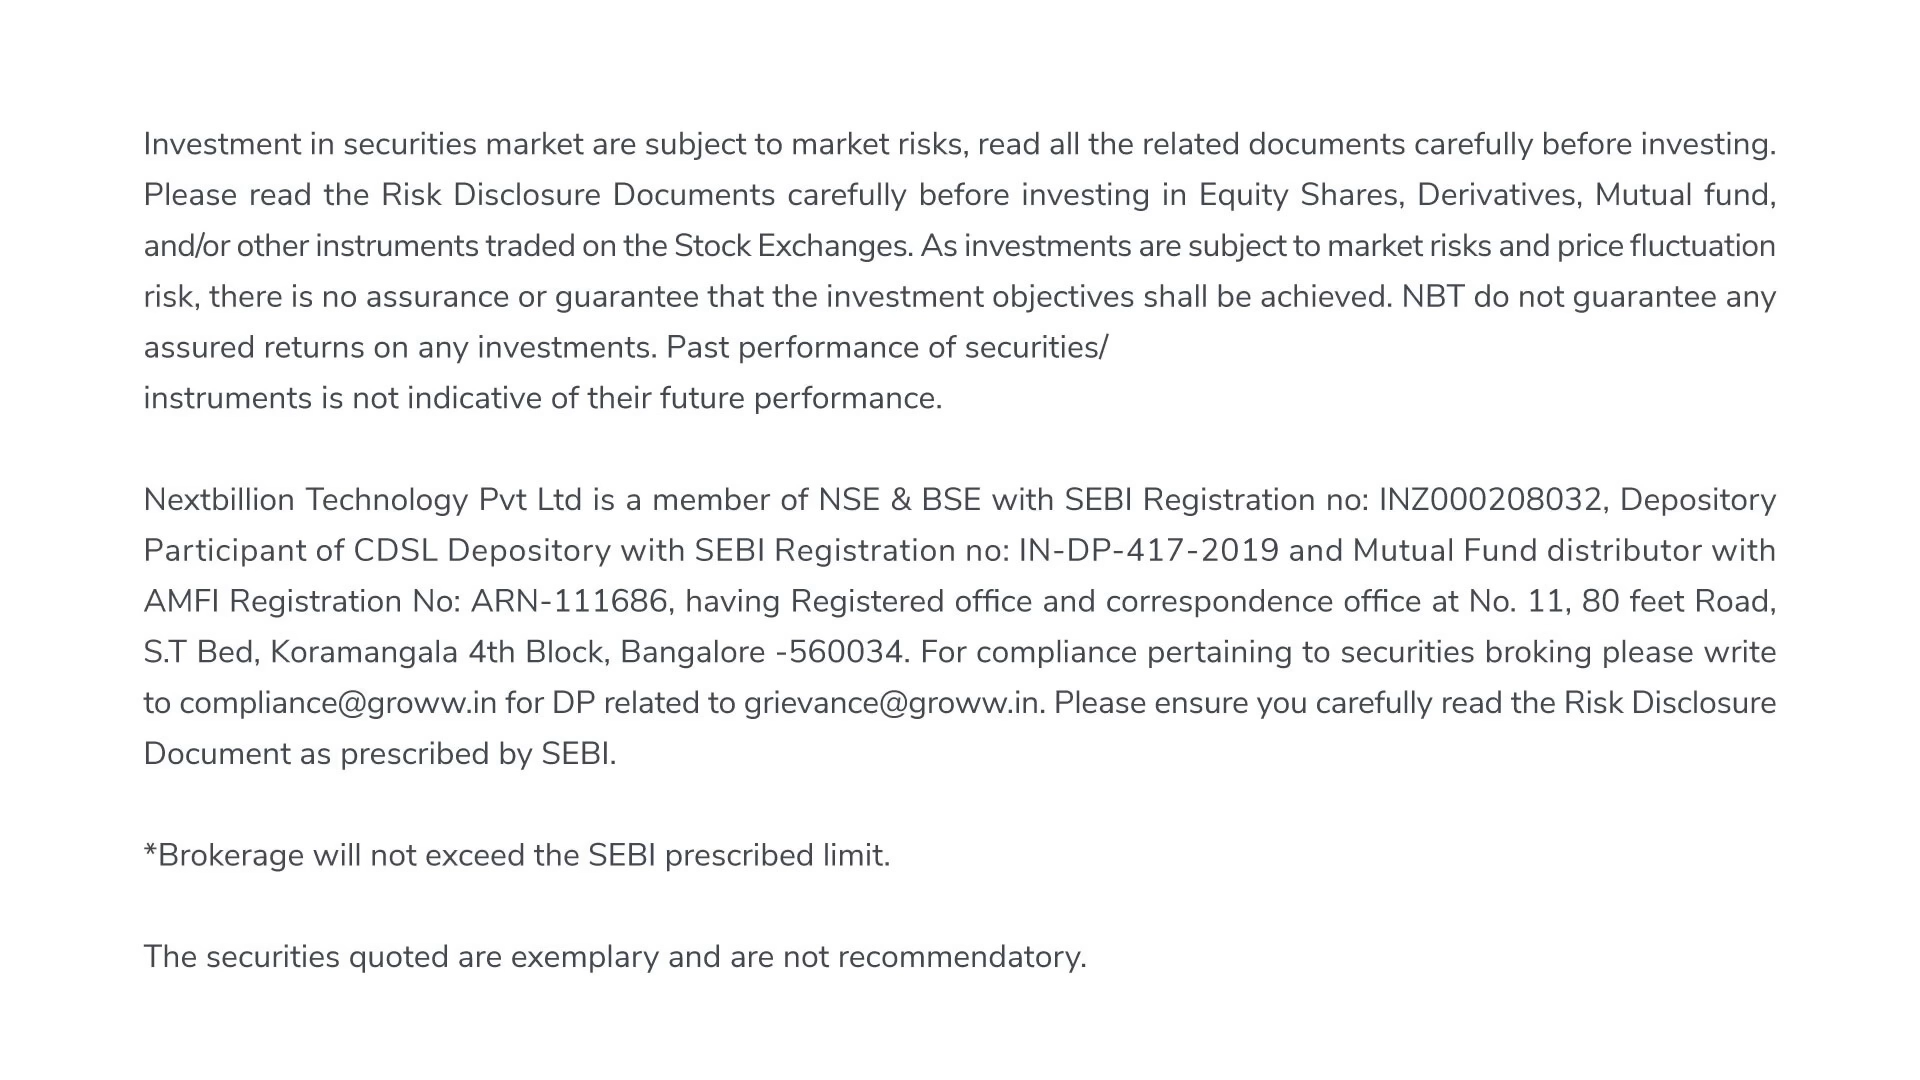 Investment in securities market are subject to market risks, read all the related documents carefully before investing.
Please read the Risk Disclosure Documents carefully before investing in Equity Shares, Derivatives, Mutual fund,
and/or other instruments traded on the Stock Exchanges. As investments are subject to market risks and price fluctuation
risk, there is no assurance or guarantee that the investment objectives shall be achieved. NBT do not guarantee any
assured returns on any investments. Past performance of securities/
instruments is not indicative of their future performance.
Nextbillion Technology Pvt Ltd is a member of NSE & BSE with SEBI Registration no: INZ000208032, Depository
Participant of CDSL Depository with SEBI Registration no: IN-DP-417-2019 and Mutual Fund distributor with
AMFI Registration No: ARN-111686, having Registered office and correspondence office at No. 11, 80 feet Road,
S.T Bed, Koramangala 4th Block, Bangalore -560034. For compliance pertaining to securities broking please write
to compliance@groww.in for DP related to grievance@groww.in. Please ensure you carefully read the Risk Disclosure
Document as prescribed by SEBI.
*Brokerage will not exceed the SEBI prescribed limit.
The securities quoted are exemplary and are not recommendatory.